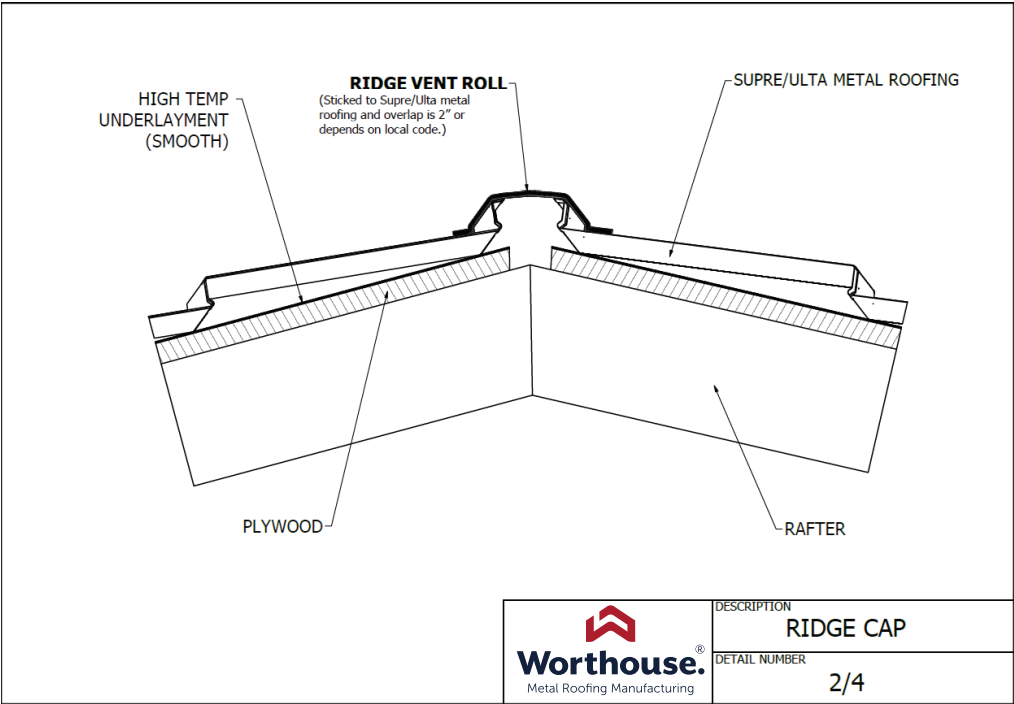 HIGH TEMP
UNDERLAYMENT
(SMOOTH)
RIDGE VENT ROLL
(Sticked to Supre/Ulta metal
roofing and overlap is 2" or
depends on local code.)
SUPRE/ULTA METAL ROOFING
PLYWOOD
RAFTER
Worthouse.®
Metal Roofing Manufacturing
DESCRIPTION
RIDGE CAP
DETAIL NUMBER
2/4